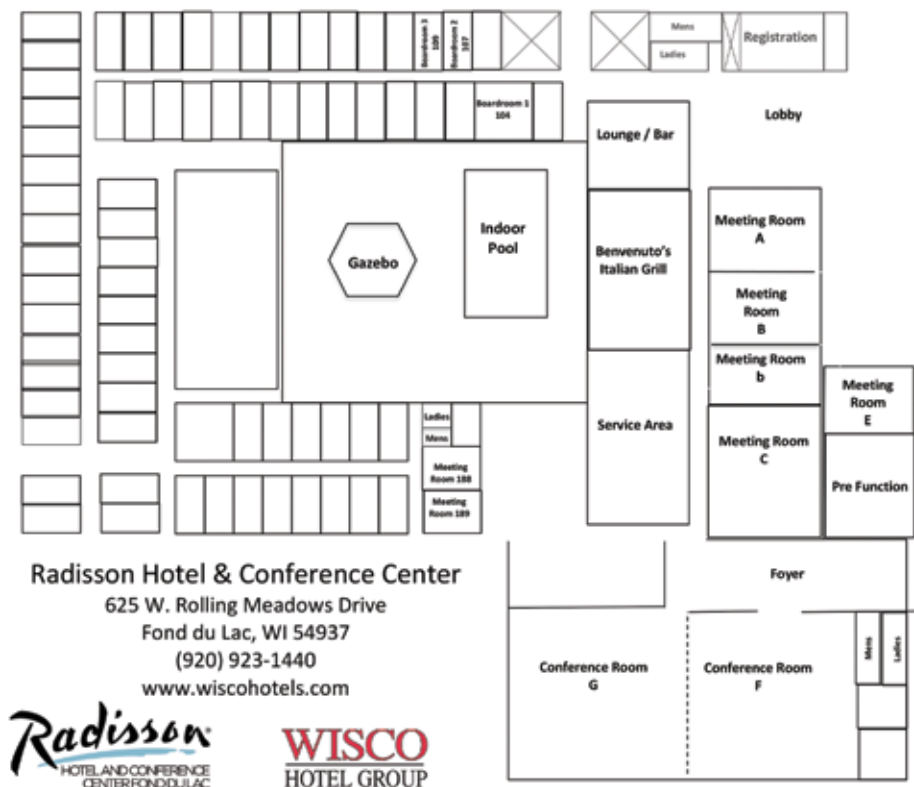 Boardroom 3
109
Boardroom 2
107
Mens
Ladies
Registration
Boardroom 1
104
Lounge / Bar
Lobby
Meeting Room
A
Gazebo
Indoor
Pool
Benvenuto's
Italian Grill
Meeting
Room
B
Meeting Room
b
Meeting
Room
E
Ladies
Mens
Service Area
Meeting Room
C
Meeting
Room 188
Pre Function
Meeting
Room 189
Radisson Hotel & Conference Center
625 W. Rolling Meadows Drive
Fond du Lac, WI 54937
(920) 923-1440
www.wiscohotels.com
Foyer
Conference Room
G
Conference Room
F
Mens
Ladies
Radisson
HOTEL AND CONFERENCE
CENTER FOND DU LAC
WISCO
HOTEL GROUP